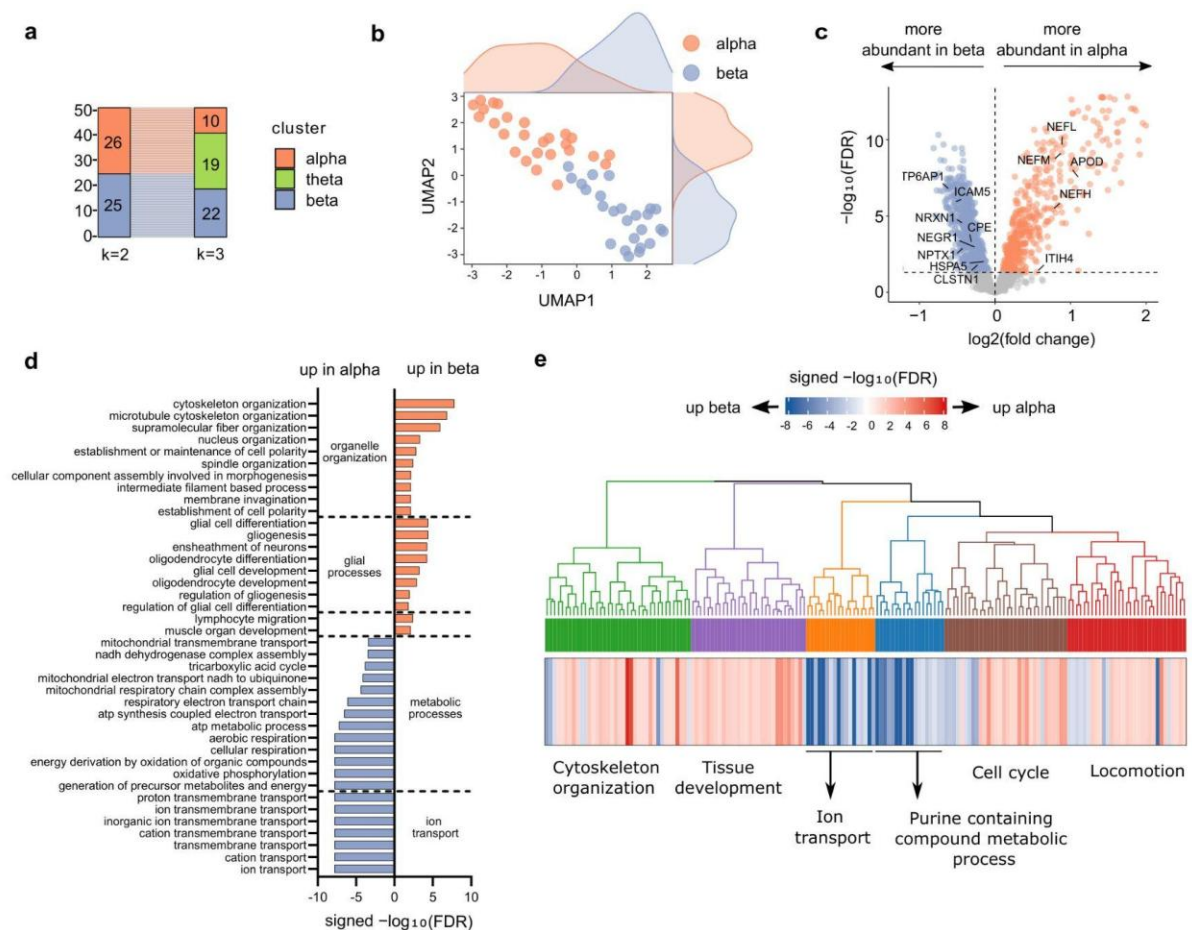 a
50
40
30
20
10
0
26
25
10
19
22
k=2
k=3
cluster
alpha
theta
beta
b
alpha
beta
3
2
1
0
-1
-2
-3
UMAP2
-3 -2 -1 0 1 2
UMAP1
c
more
abundant in beta
more
abundant in alpha
−log₁₀(FDR)
10
5
0
NEFL
NEFM
APOD
NEFH
TP6AP1
ICAM5
NRXN1
CPE
NEGR1
NPTX1
HSPA5
CLSTN1
ITIH4
−1 0 1 2
log2(fold change)
d
up in alpha
up in beta
cytoskeleton organization
microtubule cytoskeleton organization
supramolecular fiber organization
nucleus organization
establishment or maintenance of cell polarity
spindle organization
cellular component assembly involved in morphogenesis
intermediate filament based process
membrane invagination
establishment of cell polarity
organelle
organization
glial cell differentiation
gliogenesis
ensheathment of neurons
oligodendrocyte differentiation
glial cell development
oligodendrocyte development
regulation of gliogenesis
regulation of glial cell differentiation
glial
processes
lymphocyte migration
muscle organ development
mitochondrial transmembrane transport
nadh dehydrogenase complex assembly
tricarboxylic acid cycle
mitochondrial electron transport nadh to ubiquinone
mitochondrial respiratory chain complex assembly
respiratory electron transport chain
atp synthesis coupled electron transport
atp metabolic process
aerobic respiration
cellular respiration
energy derivation by oxidation of organic compounds
oxidative phosphorylation
generation of precursor metabolites and energy
metabolic
processes
proton transmembrane transport
ion transmembrane transport
inorganic ion transmembrane transport
cation transmembrane transport
transmembrane transport
cation transport
ion transport
ion
transport
-10 -5 0 5 10
signed −log₁₀(FDR)
e
signed −log₁₀(FDR)
up beta
up alpha
-8 -6 -4 -2 0 2 4 6 8
Cytoskeleton
organization
Tissue
development
Ion
transport
Purine containing
compound metabolic
process
Cell cycle
Locomotion